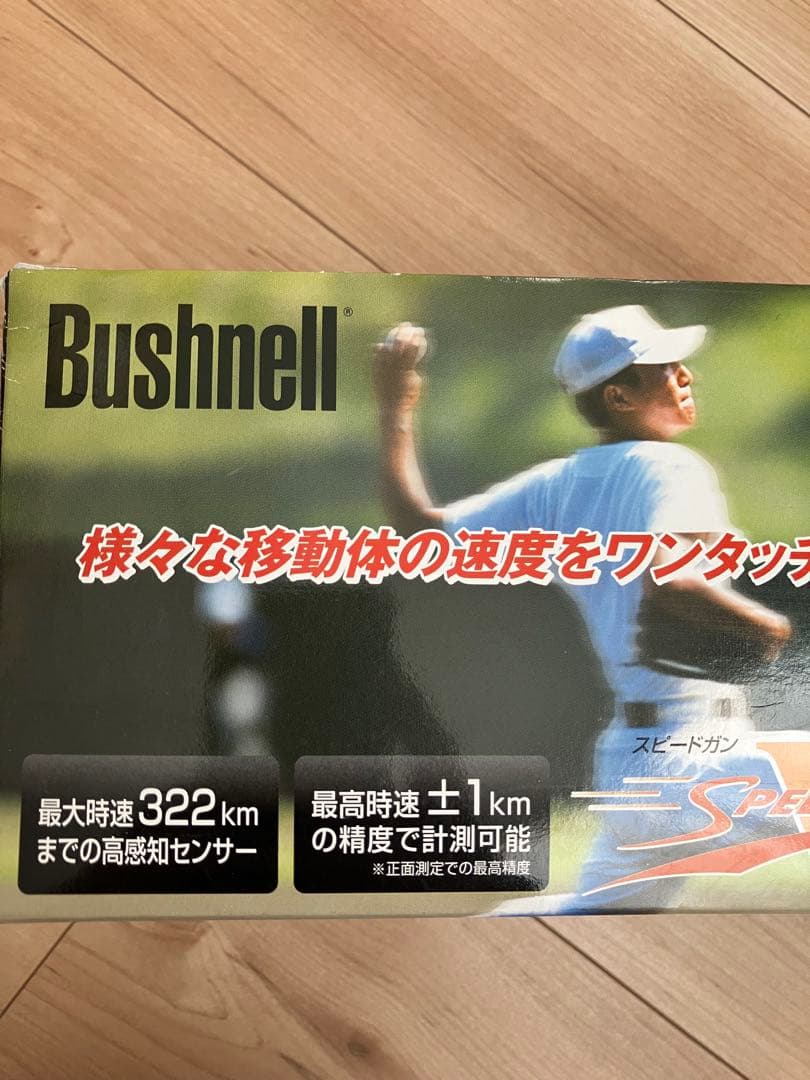 Bushnell®
様々な移動体の速度をワンタッチ
スピードガン
SPE
最大時速322km
までの高感知センサー
最高時速±1km
の精度で計測可能
※正面測定での最高精度